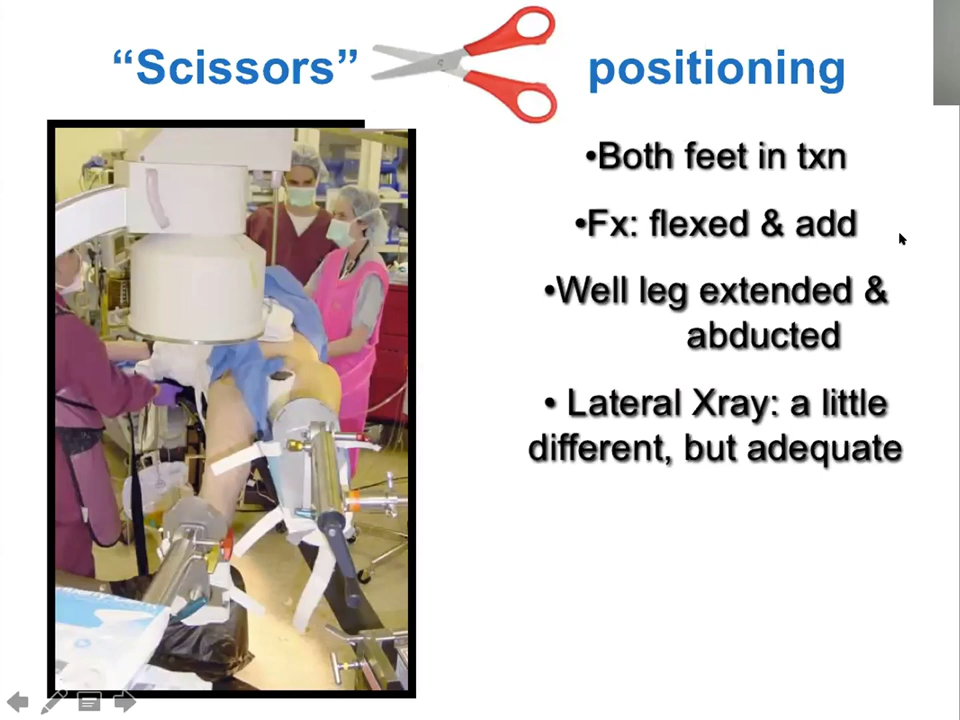 “Scissors” positioning
•Both feet in txn
•Fx: flexed & add
•Well leg extended &
abducted
• Lateral Xray: a little
different, but adequate